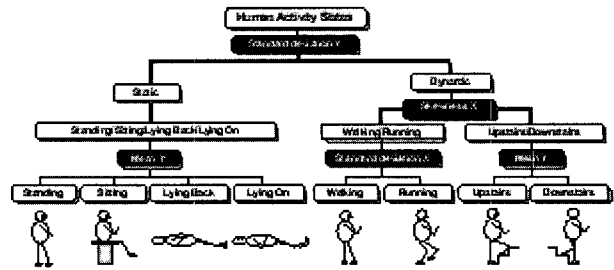 Human Activity States
Standard deviation Y
Static
Dynamic
Skewness X
Standing/Sitting/Lying Back/Lying On
Walking/Running
Upstairs/Downstairs
Mean Y
Standard deviation X
Mean Y
Standing
Sitting
Lying Back
Lying On
Walking
Running
Upstairs
Downstairs